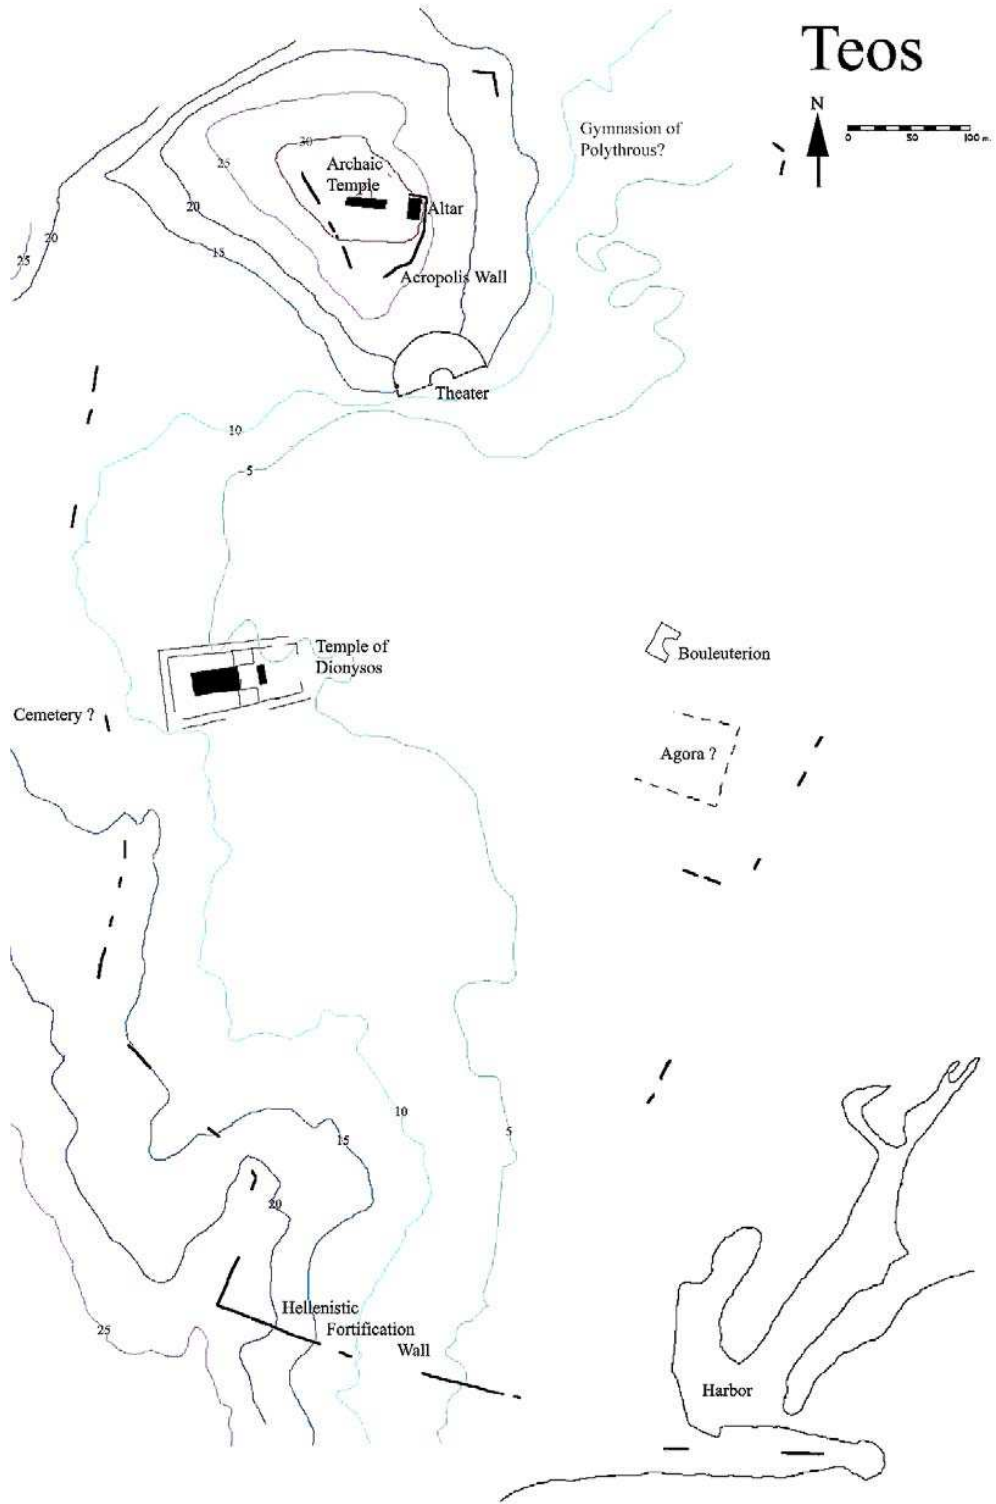 Teos
N
0
50
100 m.
Gymnasion of
Polythrous?
30
Archaic
Temple
25
Altar
20
15
20
25
Acropolis Wall
Theater
10
5
Temple of
Dionysos
Bouleuterion
Cemetery ?
Agora ?
10
5
15
20
Hellenistic
Fortification
Wall
25
Harbor